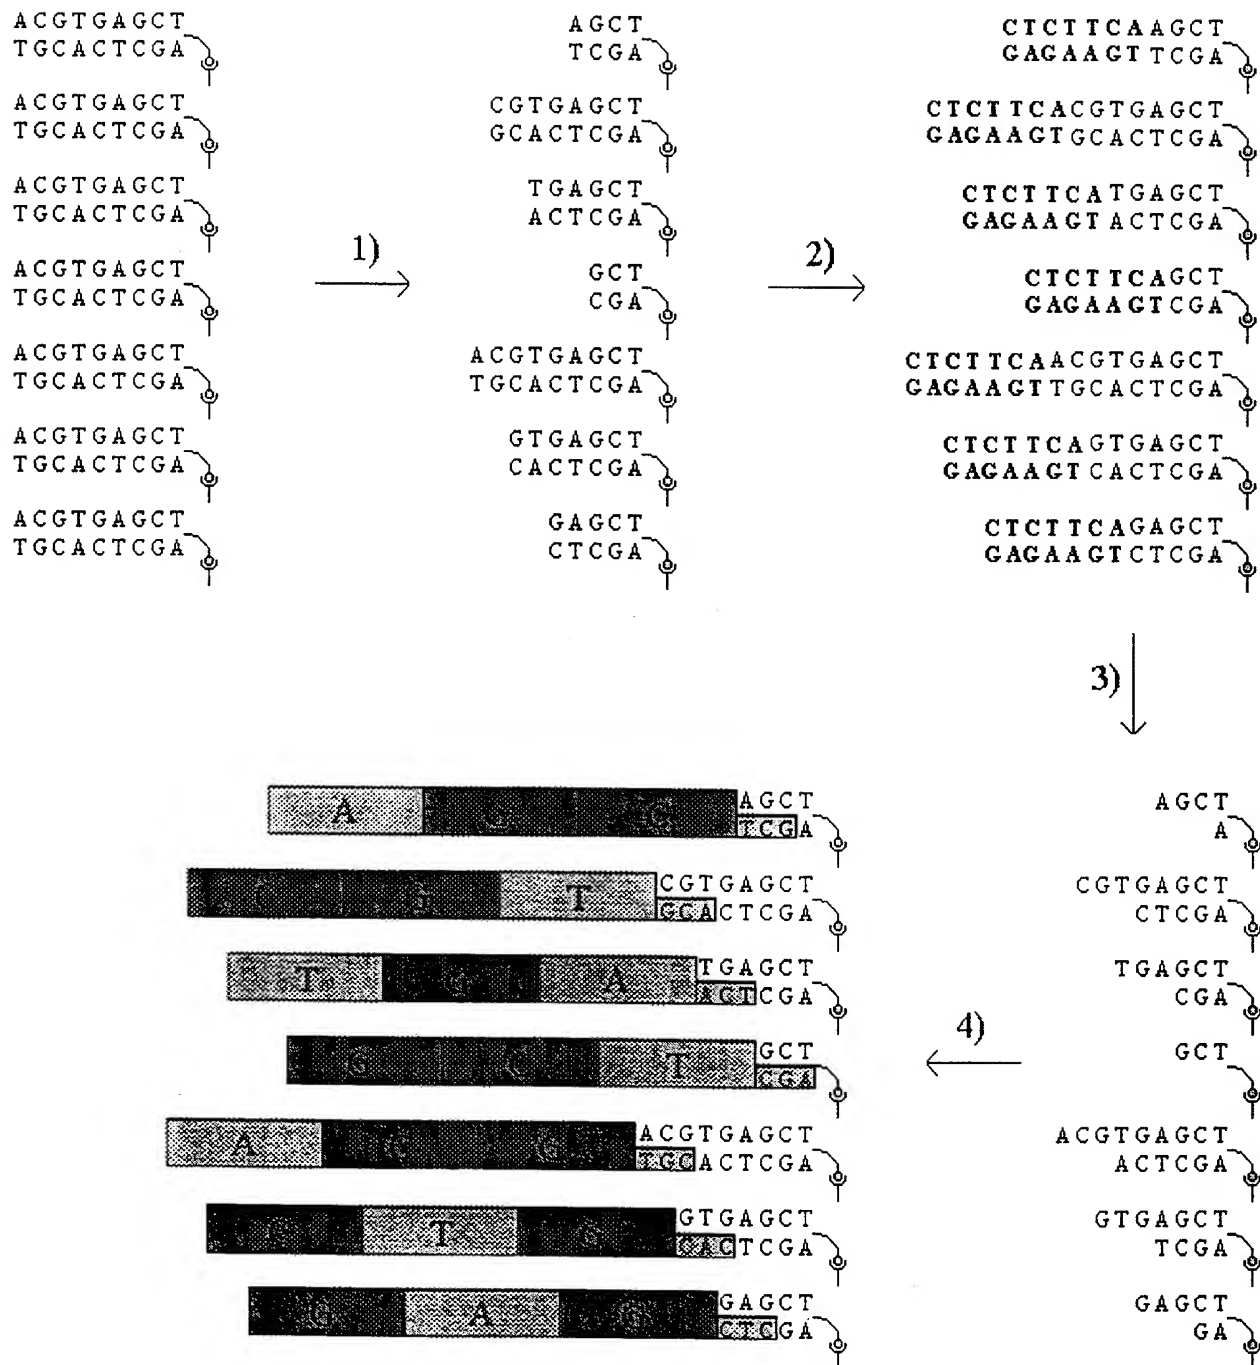 ACGTGAGCT
TGCACTCGA
ACGTGAGCT
TGCACTCGA
ACGTGAGCT
TGCACTCGA
ACGTGAGCT
TGCACTCGA
ACGTGAGCT
TGCACTCGA
ACGTGAGCT
TGCACTCGA
ACGTGAGCT
TGCACTCGA
1)
AGCT
TCGA
CGTGAGCT
GCACTCGA
TGAGCT
ACTCGA
GCT
CGA
ACGTGAGCT
TGCACTCGA
GTGAGCT
CACTCGA
GAGCT
CTCGA
2)
CTCTTCAAGCT
GAGAAGTTCGA
CTCTTCACGTGAGCT
GAGAAGTGCACTCGA
CTCTTCATGAGCT
GAGAAGTACTCGA
CTCTTCAGCT
GAGAAGTCGA
CTCTTCAACGTGAGCT
GAGAAGTTGCACTCGA
CTCTTCAGTGAGCT
GAGAAGTCACTCGA
CTCTTCAGAGCT
GAGAAGTCTCGA
3)
AGCT
A
CGTGAGCT
CTCGA
TGAGCT
CGA
GCT
ACGTGAGCT
ACTCGA
GTGAGCT
TCGA
GAGCT
GA
4)
A G C
AGCT
TCGA
C G T
CGTGAGCT
GCACTCGA
T G A
TGAGCT
ACTCGA
G C T
GCT
CGA
A C G
ACGTGAGCT
TGCACTCGA
T G
GTGAGCT
CACTCGA
G A G
GAGCT
CTCGA